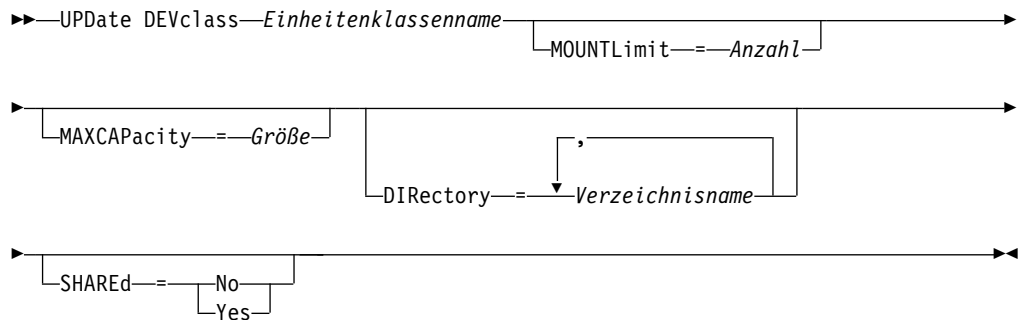 UPDate DEVclass Einheitenklassenname
MOUNTLimit = Anzahl
MAXCAPacity = Größe
,
DIRectory = Verzeichnisname
SHAREd = No
Yes